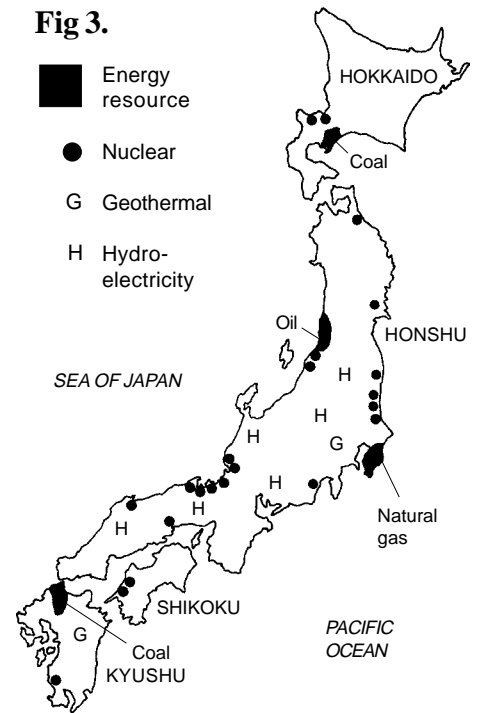 Fig 3.
Energy
resource
Nuclear
G Geothermal
H Hydro-
electricity
HOKKAIDO
Coal
Oil
HONSHU
SEA OF JAPAN
H
H
H
G
H
H
H
Natural
gas
SHIKOKU
G
Coal
KYUSHU
PACIFIC
OCEAN